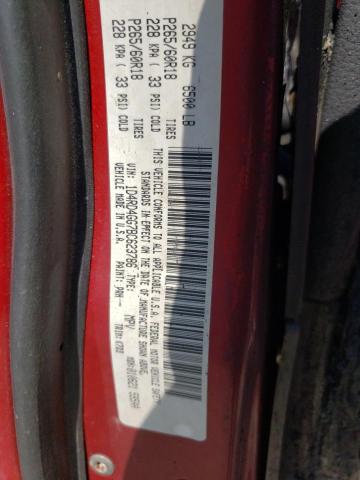 2949 KG 6500 LB
P265/60R18 TIRES
228 KPA ( 33 PSI) COLD
P265/60R18 TIRES
228 KPA ( 33 PSI) COLD
THIS VEHICLE CONFORMS TO ALL APPLICABLE U.S.A. FEDERAL MOTOR VEHICLE SAFETY
STANDARDS IN EFFECT ON THE DATE OF MANUFACTURE SHOWN ABOVE.
VIN: 1D4RD4GG7BC623786 TYPE: MPV
VEHICLE MADE IN U.S.A. PAINT: PRH TRIM: